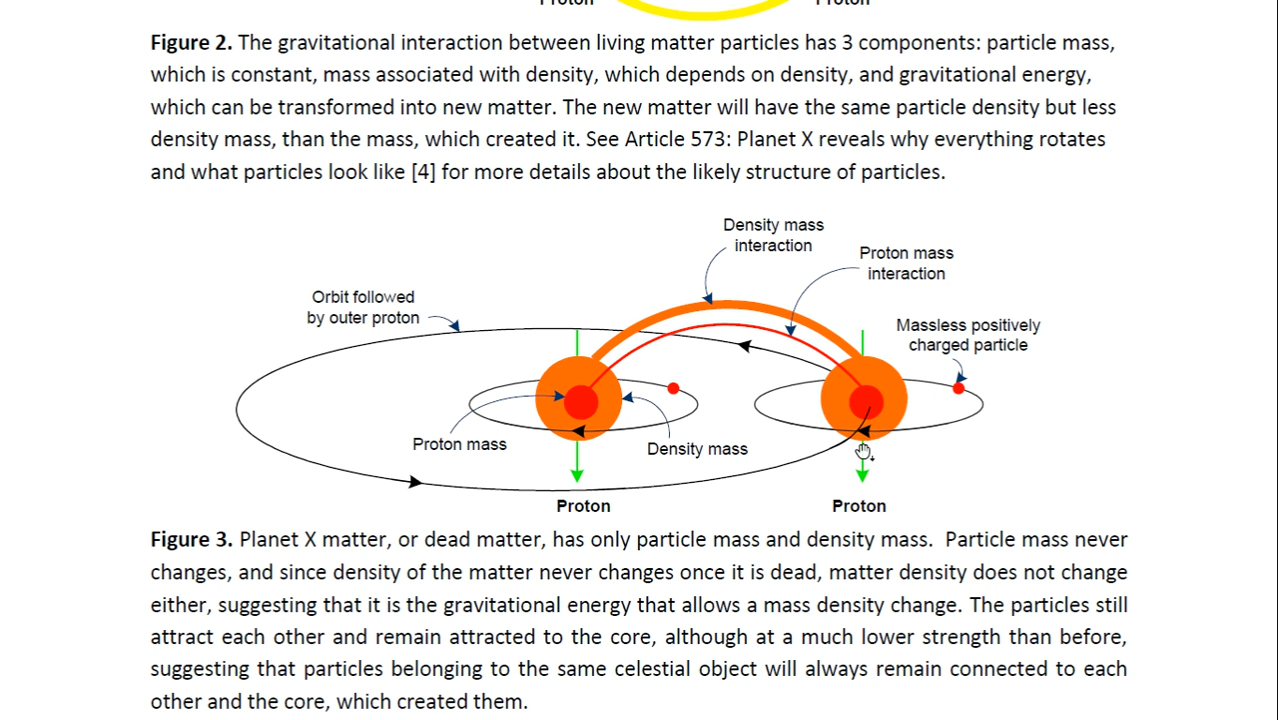 Proton Proton
Figure 2. The gravitational interaction between living matter particles has 3 components: particle mass,
which is constant, mass associated with density, which depends on density, and gravitational energy,
which can be transformed into new matter. The new matter will have the same particle density but less
density mass, than the mass, which created it. See Article 573: Planet X reveals why everything rotates
and what particles look like [4] for more details about the likely structure of particles.
Density mass
interaction
Proton mass
interaction
Orbit followed
by outer proton
Massless positively
charged particle
Proton mass
Density mass
Proton
Proton
Figure 3. Planet X matter, or dead matter, has only particle mass and density mass. Particle mass never
changes, and since density of the matter never changes once it is dead, matter density does not change
either, suggesting that it is the gravitational energy that allows a mass density change. The particles still
attract each other and remain attracted to the core, although at a much lower strength than before,
suggesting that particles belonging to the same celestial object will always remain connected to each
other and the core, which created them.